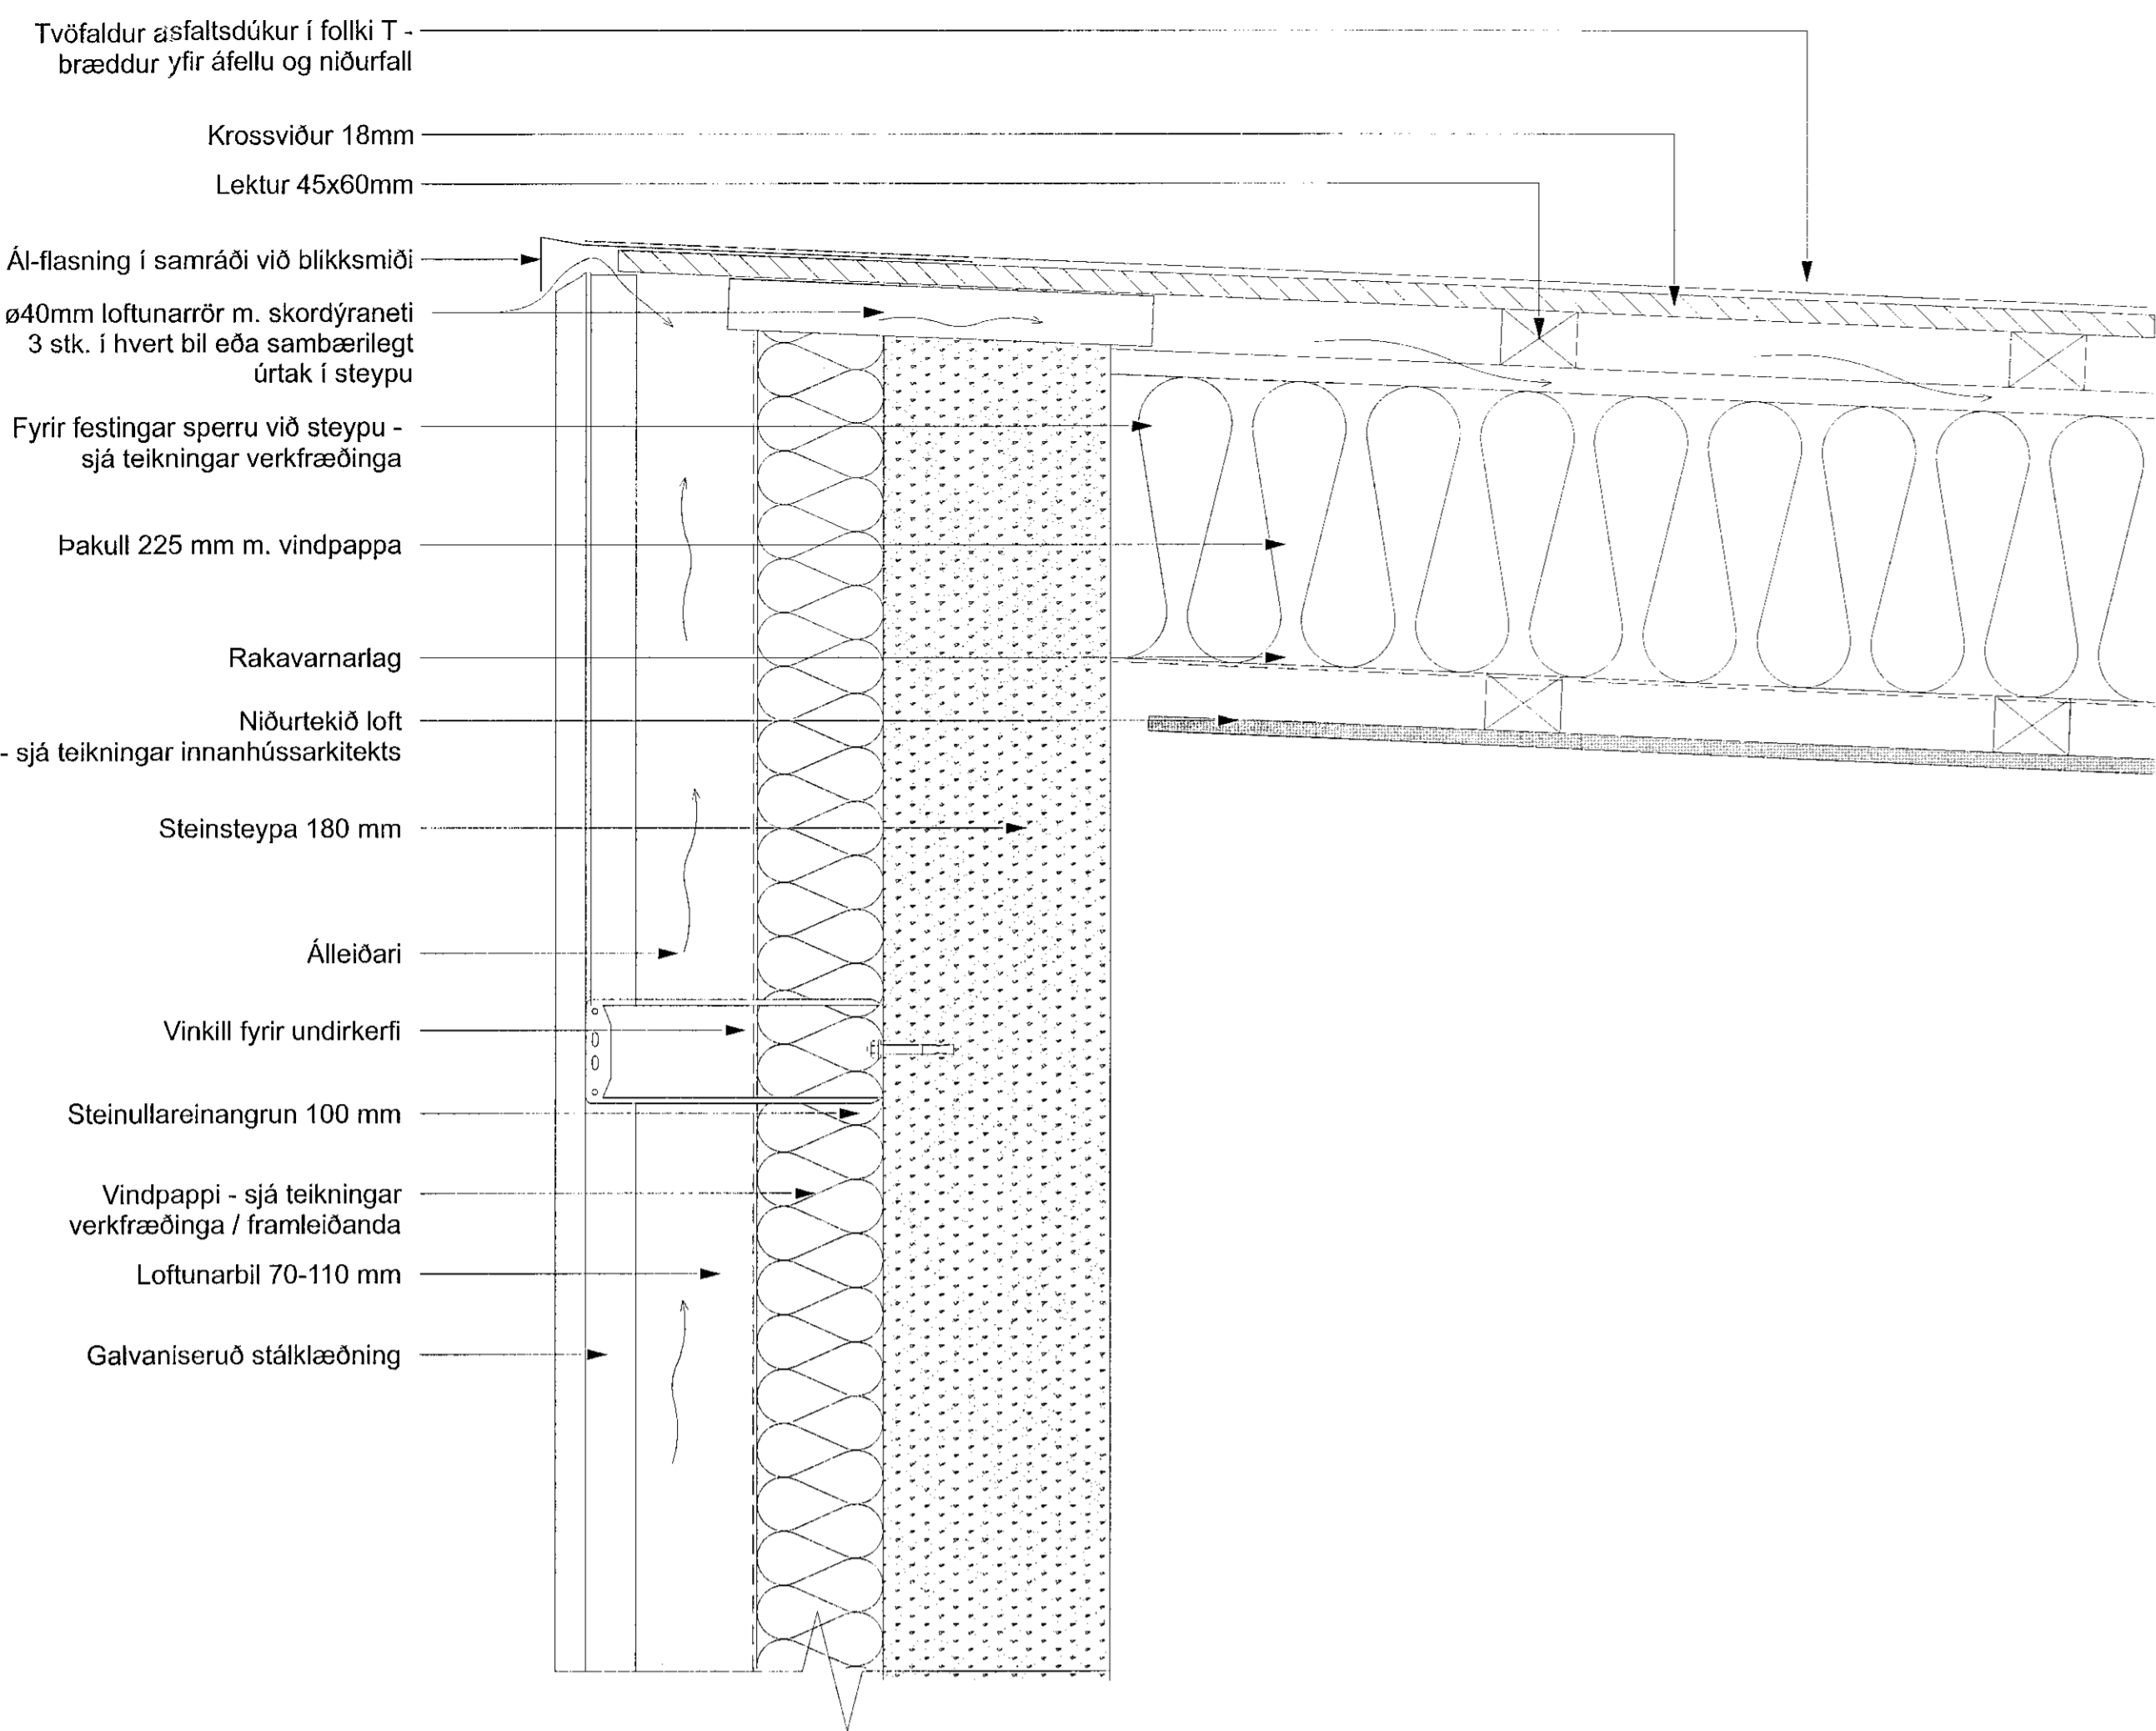 Tvöfaldur asfaltsdúkur í follki T -
bræddur yfir áfellu og niðurfall
Krossviður 18mm
Lektur 45x60mm
Ál-flasning í samráði við blikksmiði
ø40mm loftunarrör m. skordýraneti
3 stk. í hvert bil eða sambærilegt
úrtak í steypu
Fyrir festingar sperru við steypu -
sjá teikningar verkfræðinga
Þakull 225 mm m. vindpappa
Rakavarnarlag
Niðurtekið loft
- sjá teikningar innanhússarkitekts
Steinsteypa 180 mm
Álleiðari
Vinkill fyrir undirkerfi
Steinullareinangrun 100 mm
Vindpappi - sjá teikningar
verkfræðinga / framleiðanda
Loftunarbil 70-110 mm
Galvaniseruð stálklæðning